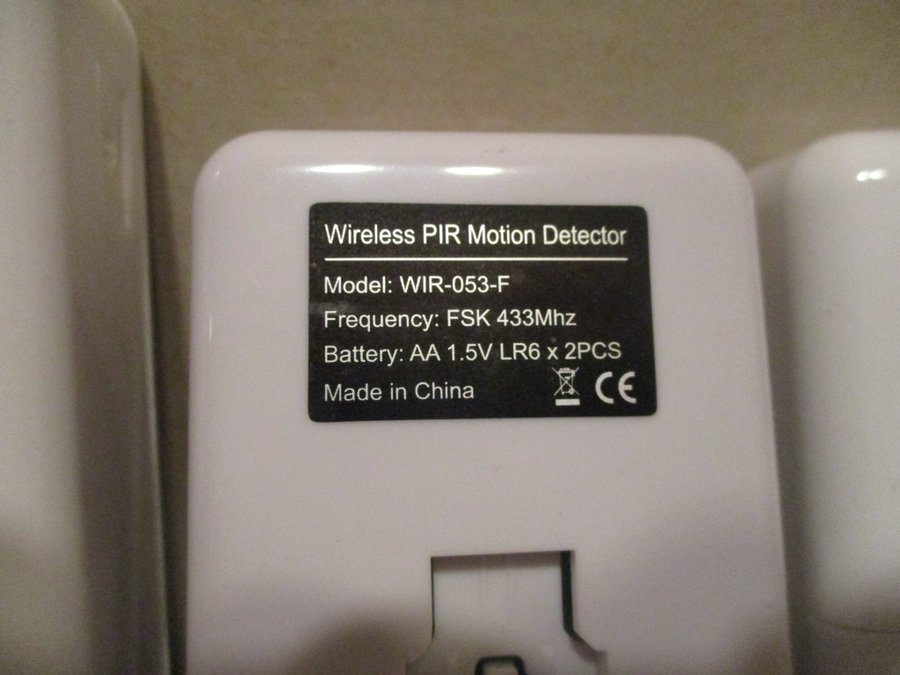 Wireless PIR Motion Detector
Model: WIR-053-F
Frequency: FSK 433Mhz
Battery: AA 1.5V LR6 x 2PCS
Made in China CE